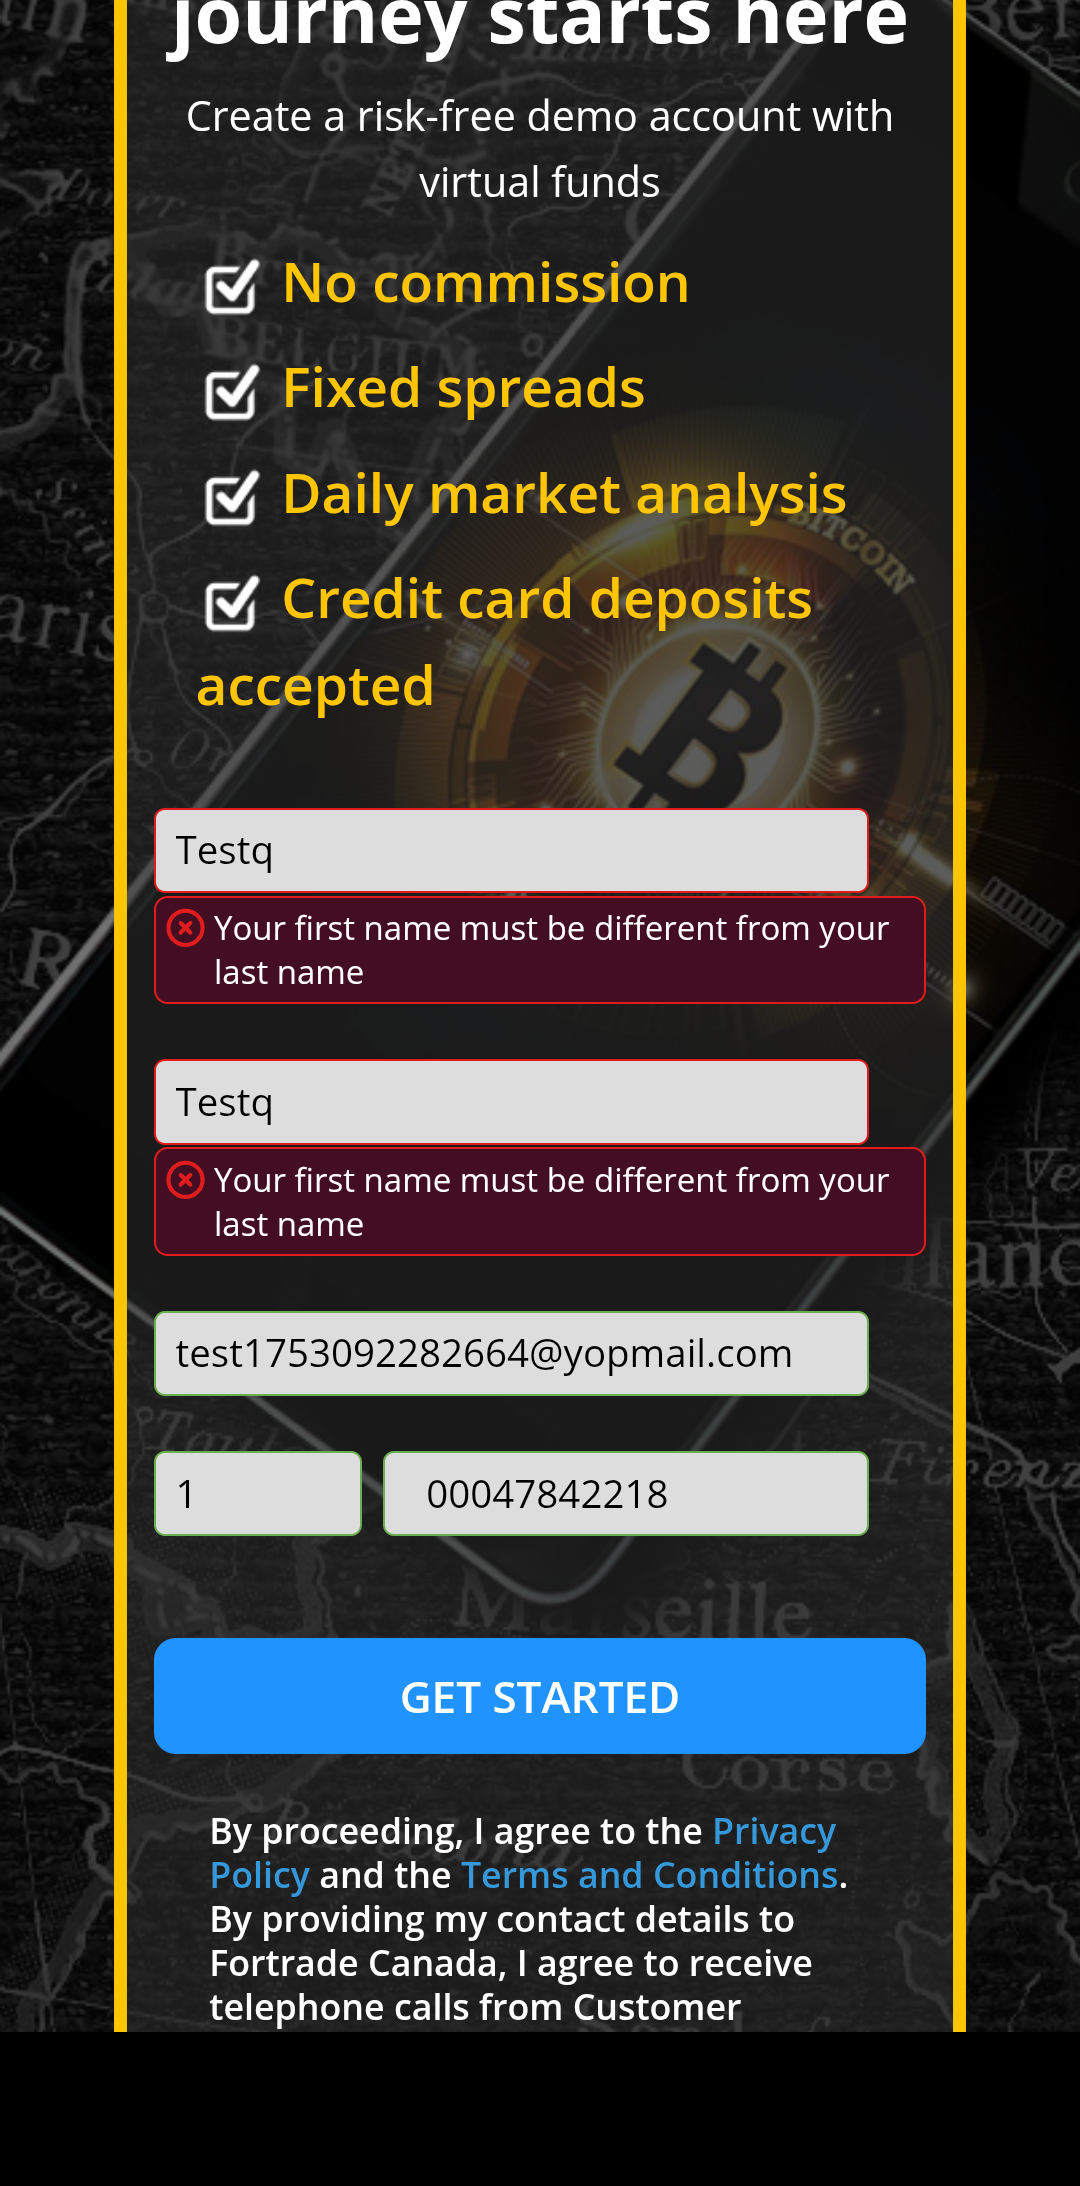 journey starts here
Create a risk-free demo account with
virtual funds
No commission
Fixed spreads
Daily market analysis
BITCOIN
Credit card deposits
accepted
Testq
Your first name must be different from your
last name
Testq
Your first name must be different from your
last name
test1753092282664@yopmail.com
1
00047842218
Marseille
GET STARTED
Corse
By proceeding, I agree to the Privacy
Policy and the Terms and Conditions.
By providing my contact details to
Fortrade Canada, I agree to receive
telephone calls from Customer